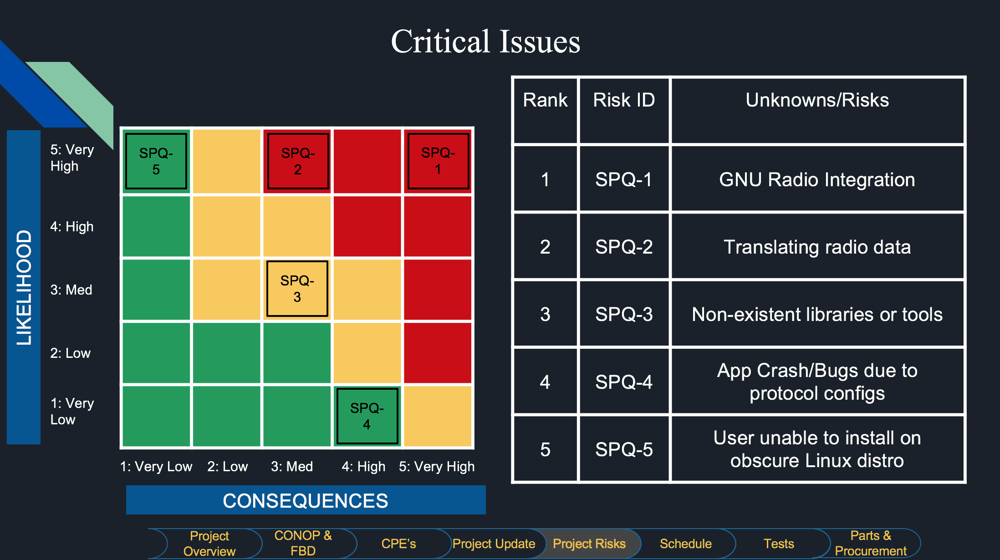 Critical Issues
LIKELIHOOD
5: Very
High
4: High
3: Med
2: Low
1: Very
Low
SPQ-
5
SPQ-
2
SPQ-
1
SPQ-
3
SPQ-
4
1: Very Low
2: Low
3: Med
4: High
5: Very High
CONSEQUENCES
Rank Risk ID Unknowns/Risks
1 SPQ-1 GNU Radio Integration
2 SPQ-2 Translating radio data
3 SPQ-3 Non-existent libraries or tools
4 SPQ-4 App Crash/Bugs due to
protocol configs
5 SPQ-5 User unable to install on
obscure Linux distro
Project
Overview
CONOP &
FBD
CPE’s
Project Update
Project Risks
Schedule
Tests
Parts &
Procurement